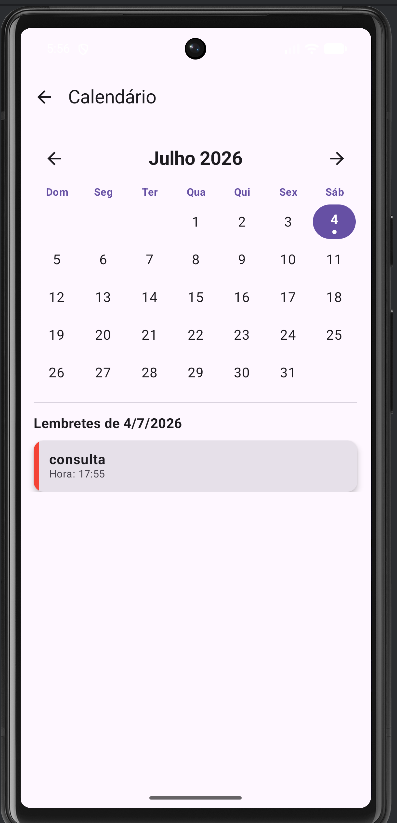 Calendário
Julho 2026
Dom Seg Ter Qua Qui Sex Sáb
1 2 3 4
5 6 7 8 9 10 11
12 13 14 15 16 17 18
19 20 21 22 23 24 25
26 27 28 29 30 31
Lembretes de 4/7/2026
consulta
Hora: 17:55